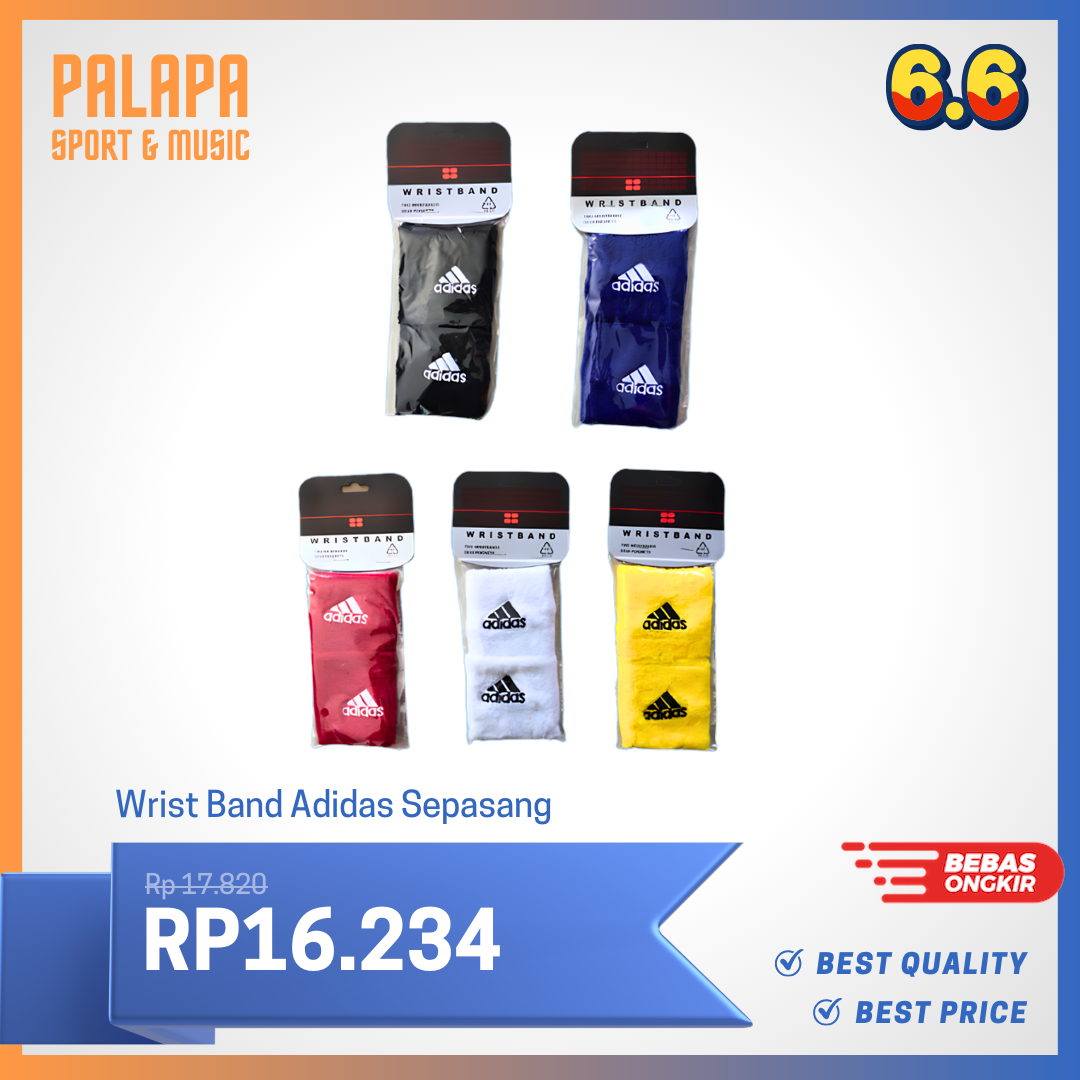 PALAPA
SPORT & MUSIC
6.6
WRISTBAND
WRISTBAND
adidas
adidas
adidas
adidas
WRISTBAND
WRISTBAND
WRISTBAND
adidas
adidas
adidas
adidas
adidas
adidas
Wrist Band Adidas Sepasang
Rp 17.820
RP16.234
BEBAS
ONGKIR
BEST QUALITY
BEST PRICE